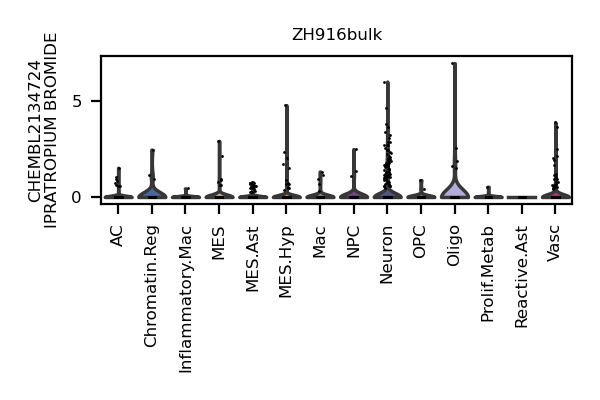 ZH916bulk
CHEMBL2134724
IPRATROPIUM BROMIDE
5
0
AC
Chromatin.Reg
Inflammatory.Mac
MES
MES.Ast
MES.Hyp
Mac
NPC
Neuron
OPC
Oligo
Prolif.Metab
Reactive.Ast
Vasc